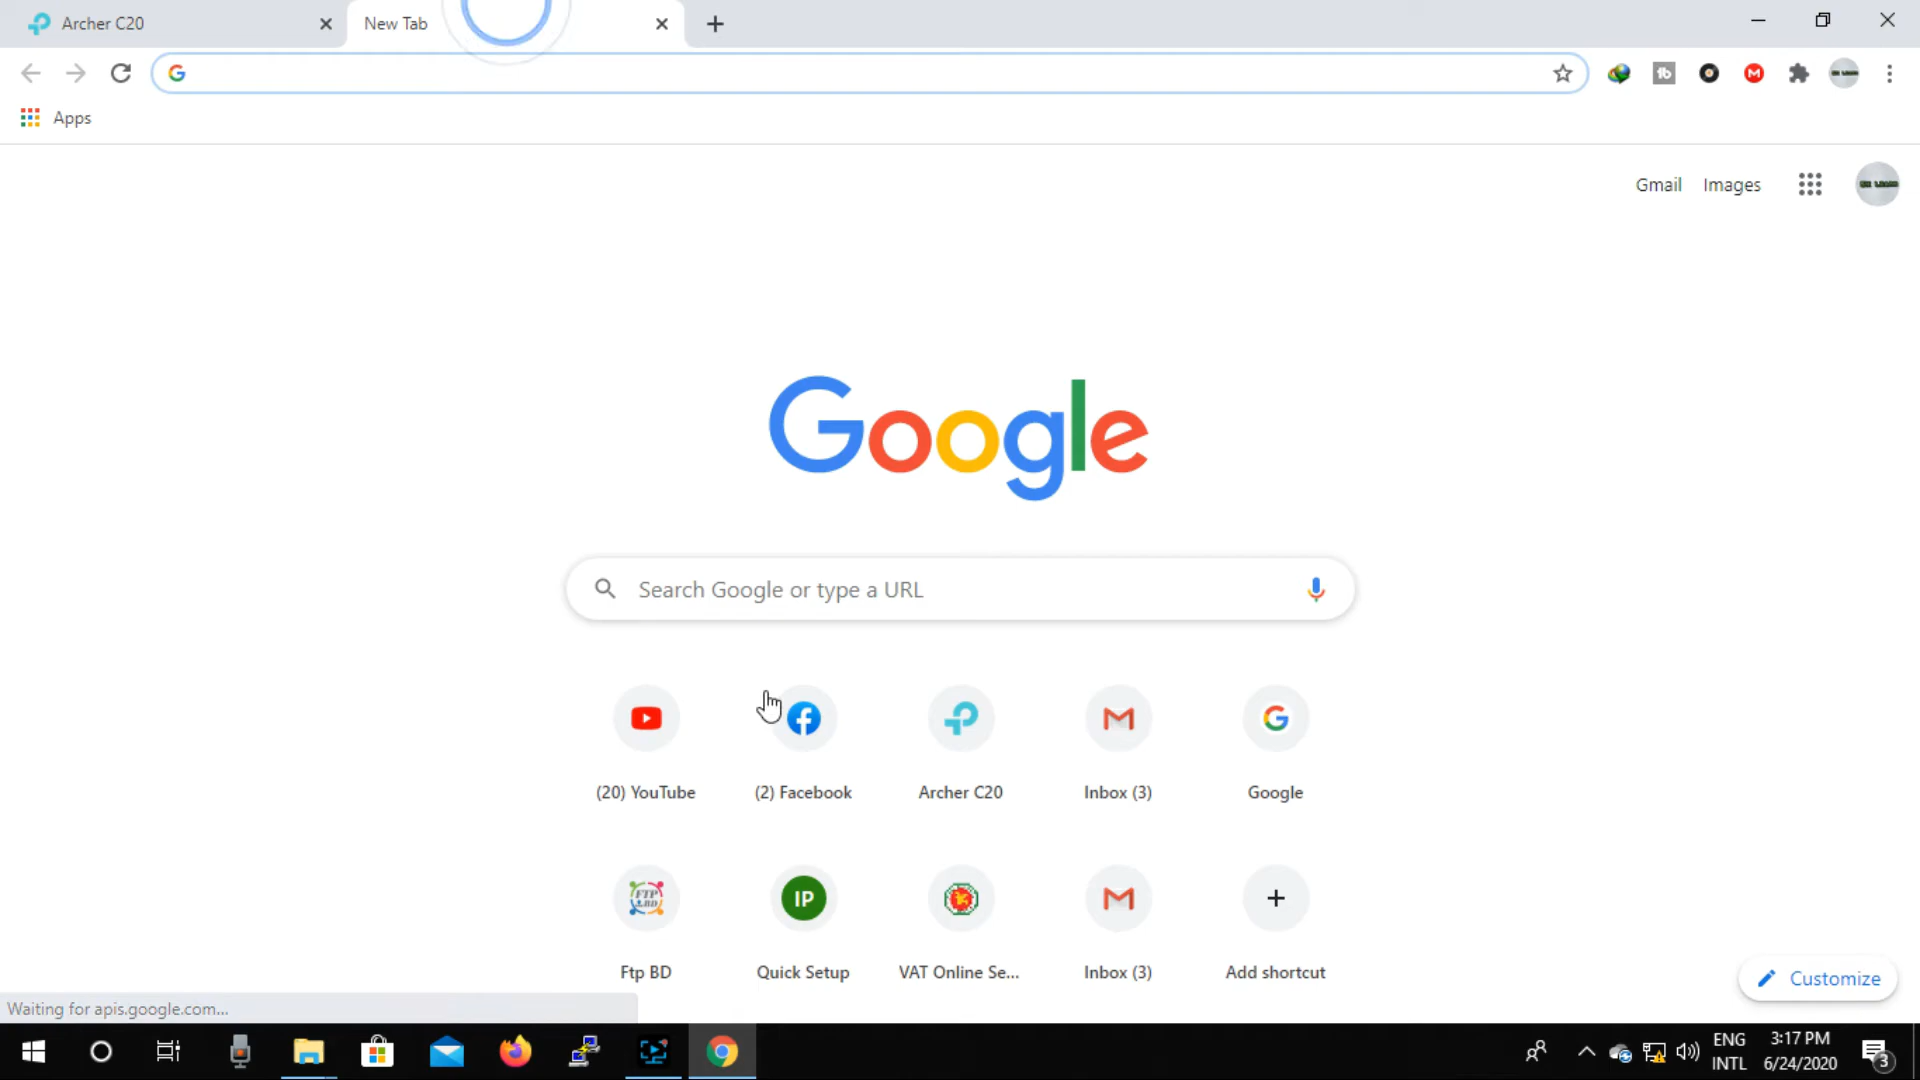 Archer C20
New Tab
Apps
Gmail Images
Google
Search Google or type a URL
(20) YouTube
(2) Facebook
Archer C20
Inbox (3)
Google
FTP
IP
Ftp BD
Quick Setup
VAT Online Se...
Inbox (3)
Add shortcut
Customize
Waiting for apis.google.com...
ENG
INTL
3:17 PM
6/24/2020
3